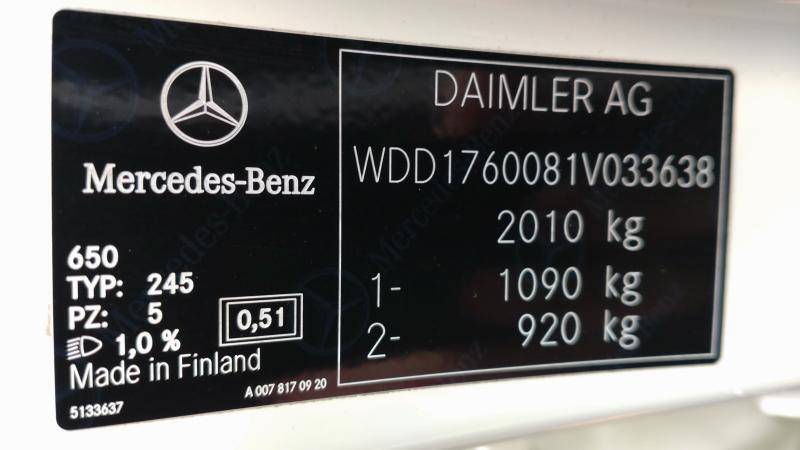 Mercedes-Benz
650
TYP: 245
PZ: 5
1,0 %
0,51
Made in Finland
5133637
A 007 817 09 20
DAIMLER AG
WDD1760081V033638
2010 kg
1- 1090 kg
2- 920 kg